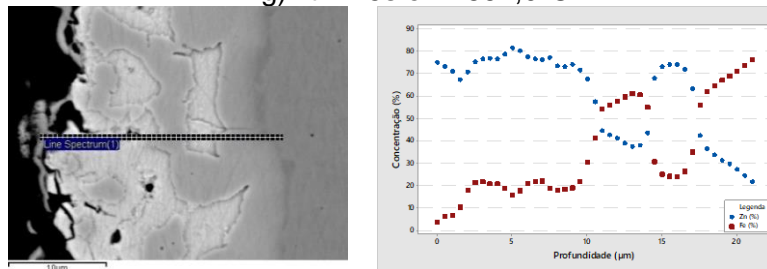 Line Spectrum(1)
10µm
Concentração (%)
90
80
70
60
50
40
30
20
10
0
0
5
10
15
20
Profundidade (µm)
Legenda
Zn (%)
Fe (%)